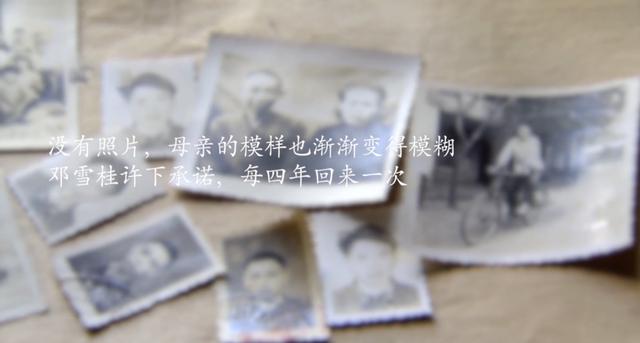 没有照片，母亲的模样也渐渐变得模糊
邓雪桂许下承诺，每四年回来一次